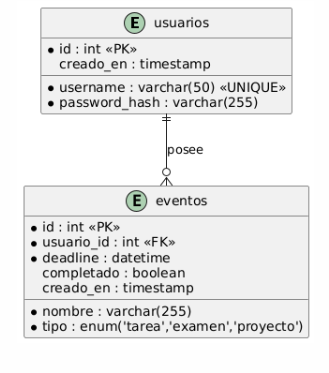 E usuarios
id : int «PK»
creado_en : timestamp
username : varchar(50) «UNIQUE»
password_hash : varchar(255)
posee
E eventos
id : int «PK»
usuario_id : int «FK»
deadline : datetime
completado : boolean
creado_en : timestamp
nombre : varchar(255)
tipo : enum('tarea','examen','proyecto')